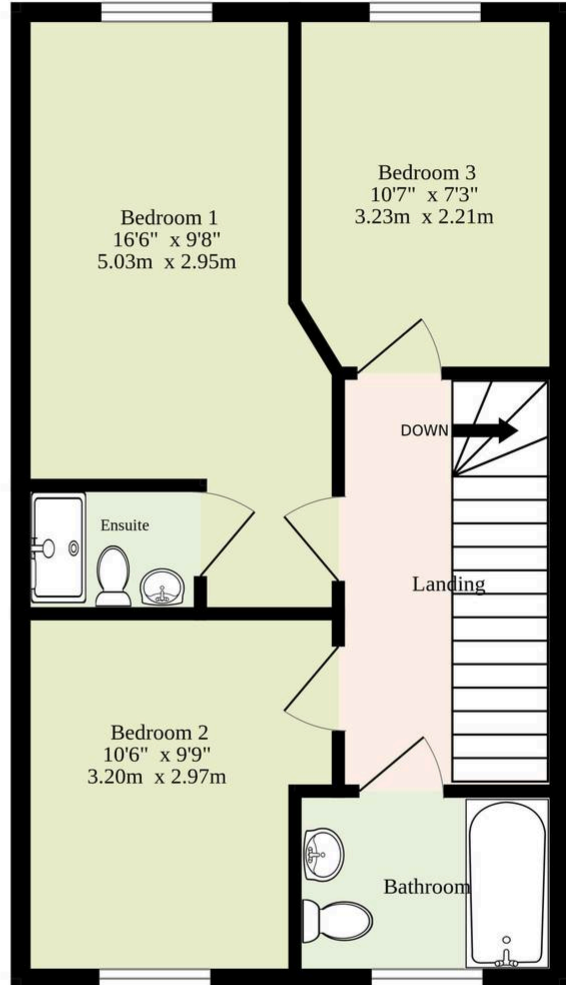 Bedroom 3
10'7" x 7'3"
3.23m x 2.21m
Bedroom 1
16'6" x 9'8"
5.03m x 2.95m
DOWN
Ensuite
Landing
Bedroom 2
10'6" x 9'9"
3.20m x 2.97m
Bathroom